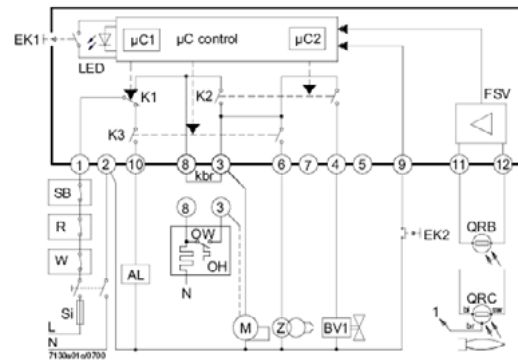 EK1
LED
µC1
µC control
µC2
K1
K2
K3
FSV
1
2
10
8
3
6
7
4
5
9
11
12
kbr
SB
R
W
Si
L
N
AL
8
3
OW
OH
N
M
Z
BV1
EK2
QRB
QRC
bl
sw
br
1
7130a01c/0700